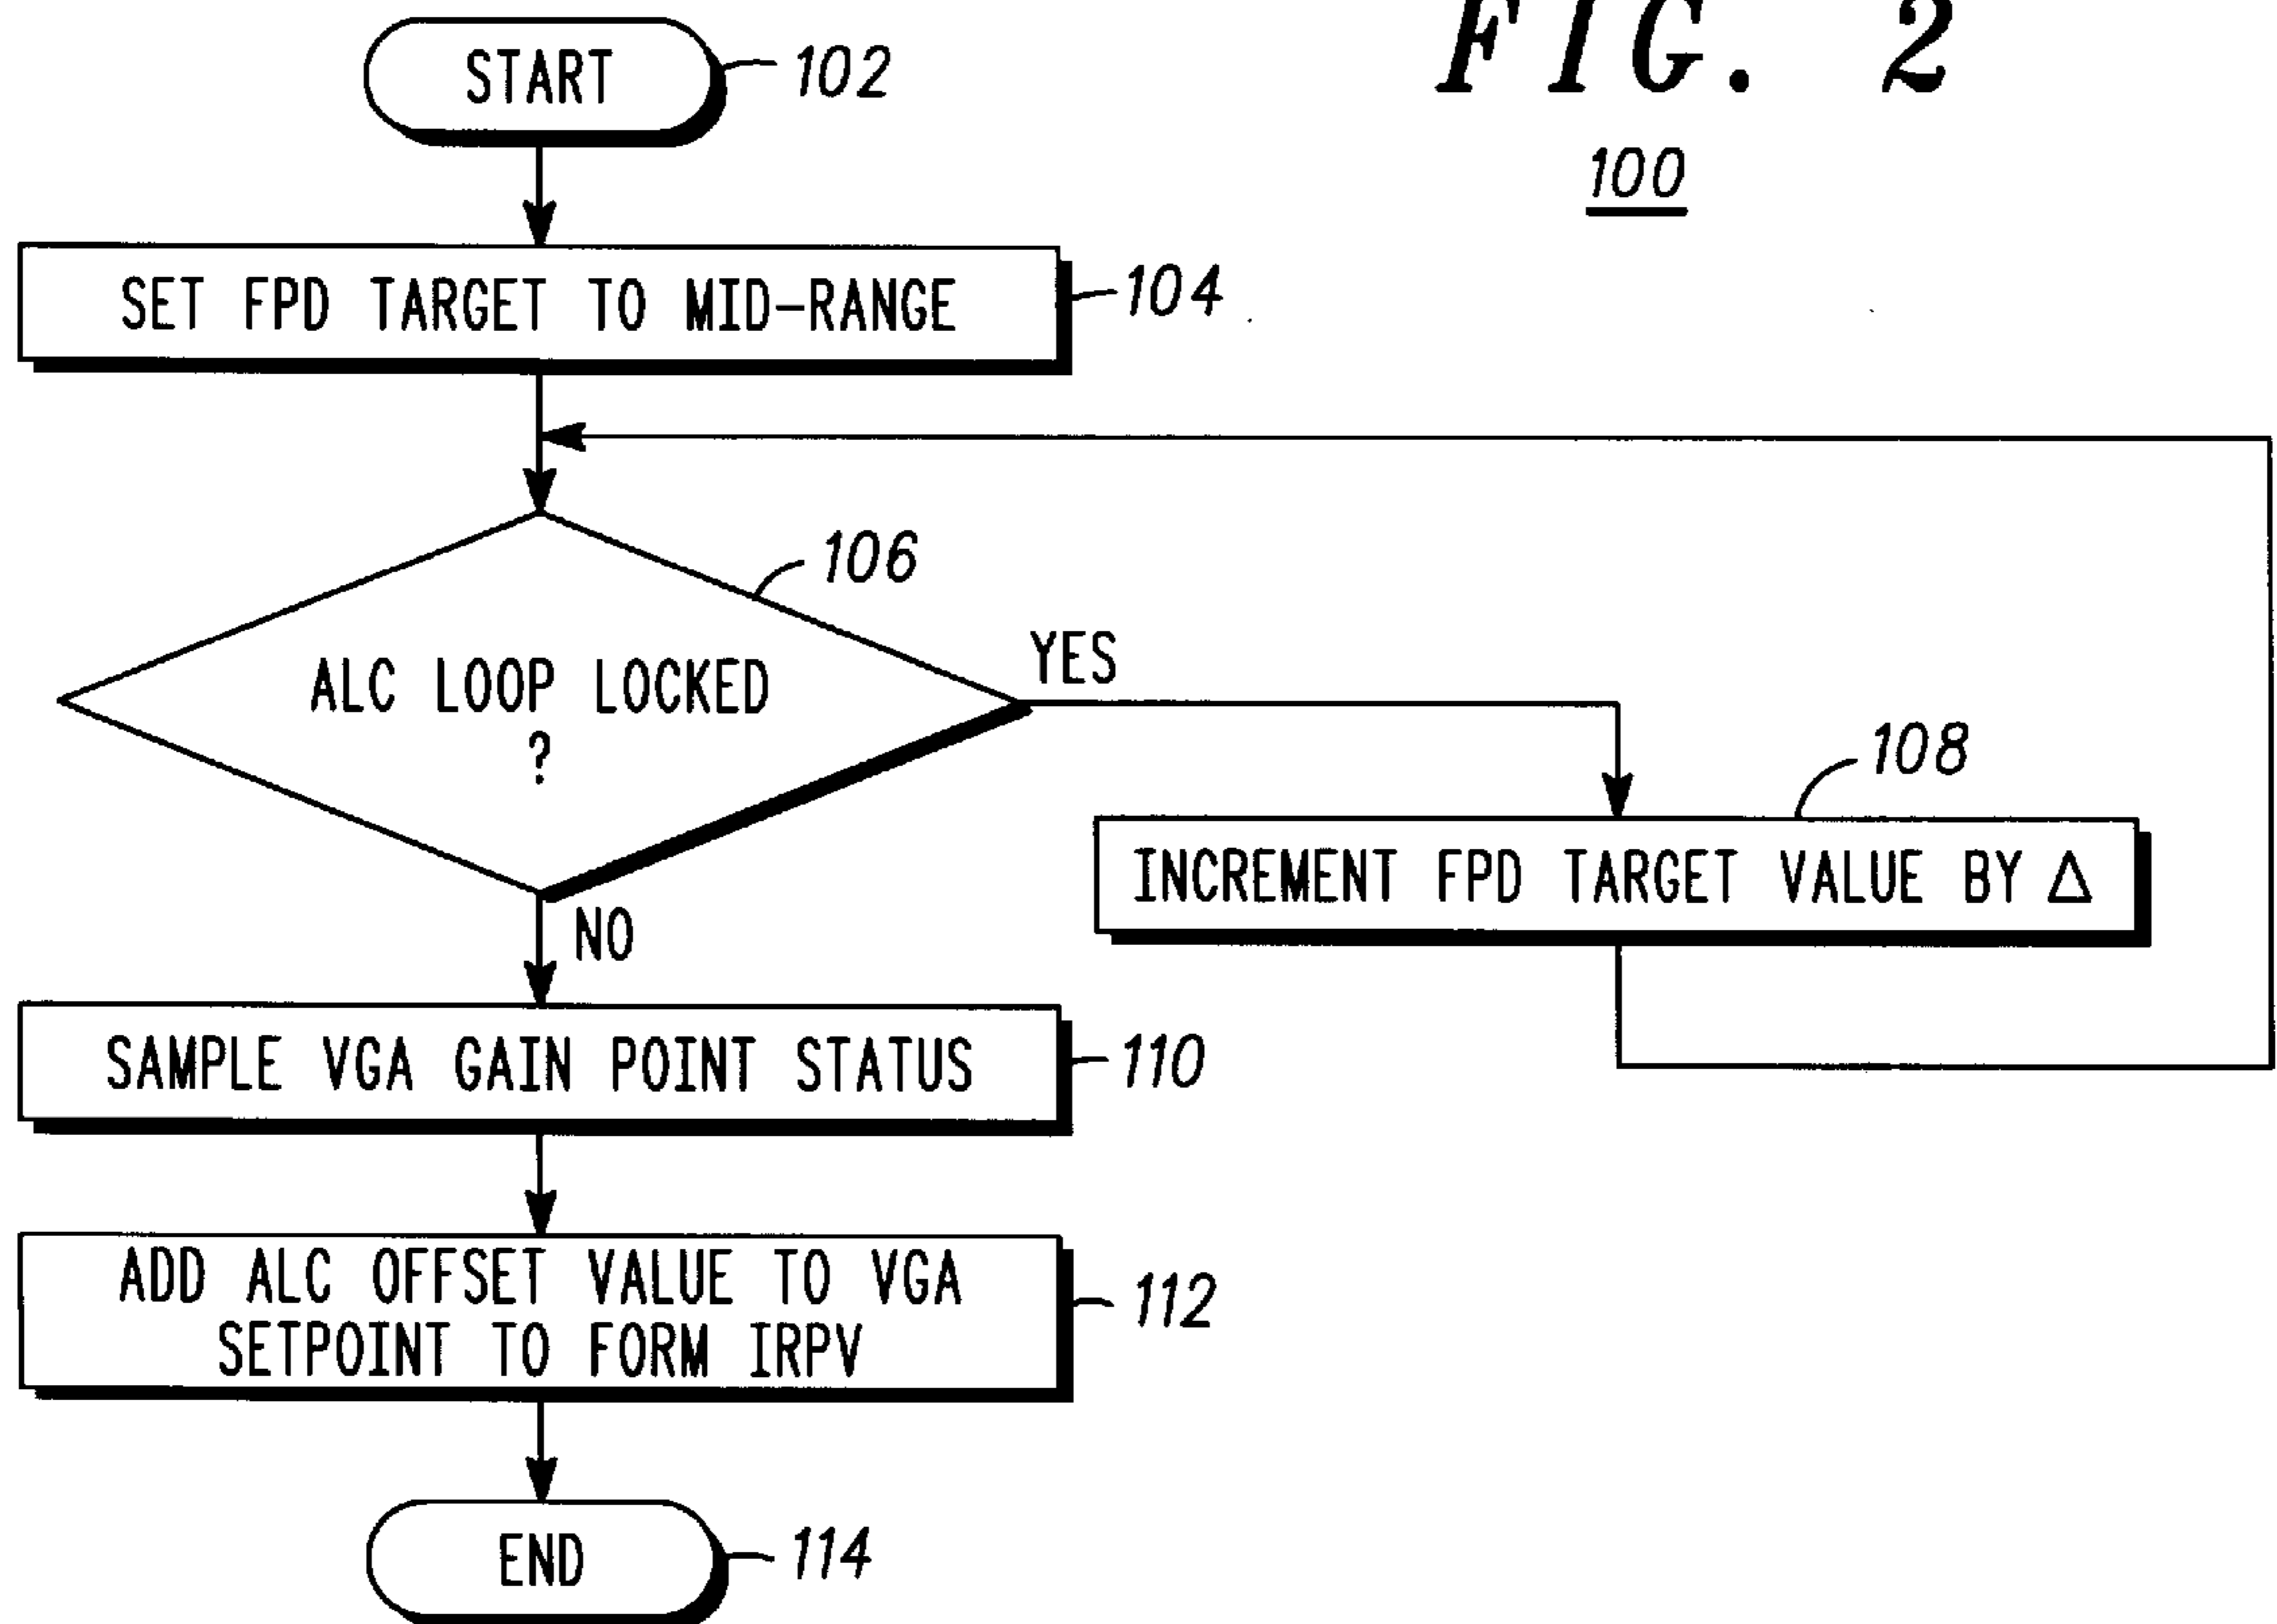 FIG. 2
100
START
102
SET FPD TARGET TO MID-RANGE
104
106
ALC LOOP LOCKED
?
YES
NO
108
INCREMENT FPD TARGET VALUE BY Δ
SAMPLE VGA GAIN POINT STATUS
110
ADD ALC OFFSET VALUE TO VGA
SETPOINT TO FORM IRPV
112
END
114